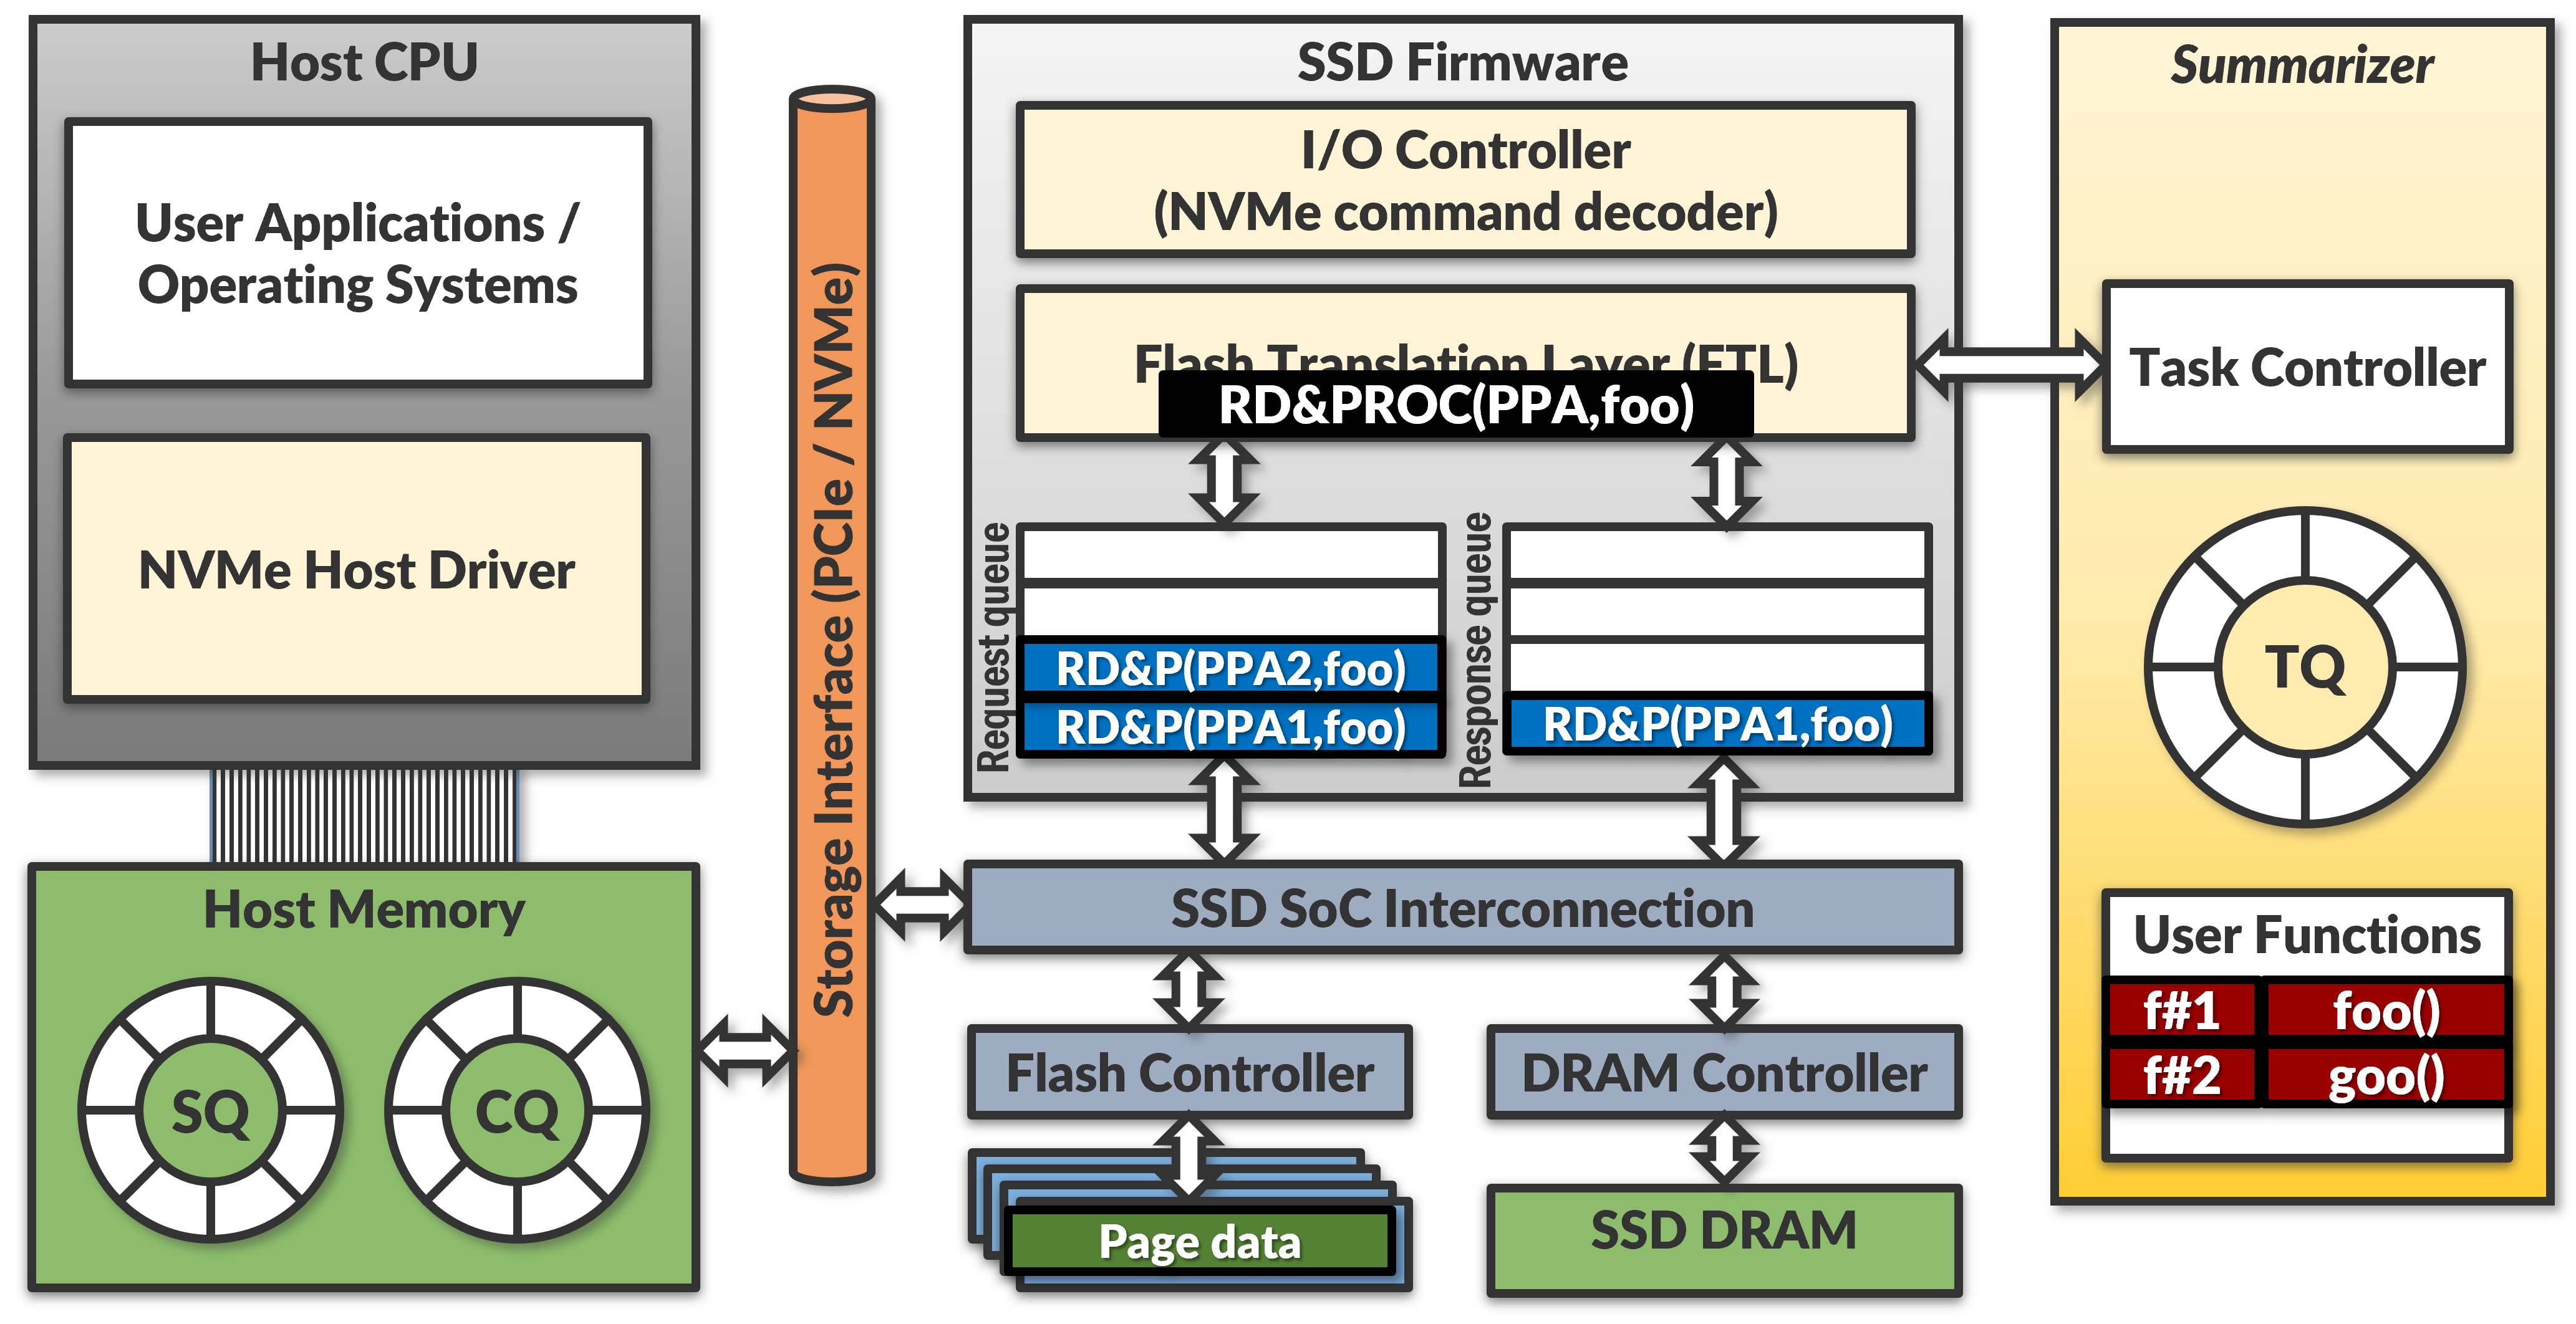 Host CPU
User Applications /
Operating Systems
NVMe Host Driver
Host Memory
SQ
CQ
Storage Interface (PCIe / NVMe)
SSD Firmware
I/O Controller
(NVMe command decoder)
Flash Translation Layer (FTL)
RD&PROC(PPA,foo)
Request queue
RD&P(PPA2,foo)
RD&P(PPA1,foo)
Response queue
RD&P(PPA1,foo)
SSD SoC Interconnection
Flash Controller
DRAM Controller
Page data
SSD DRAM
Summarizer
Task Controller
TQ
User Functions
f#1 foo()
f#2 goo()